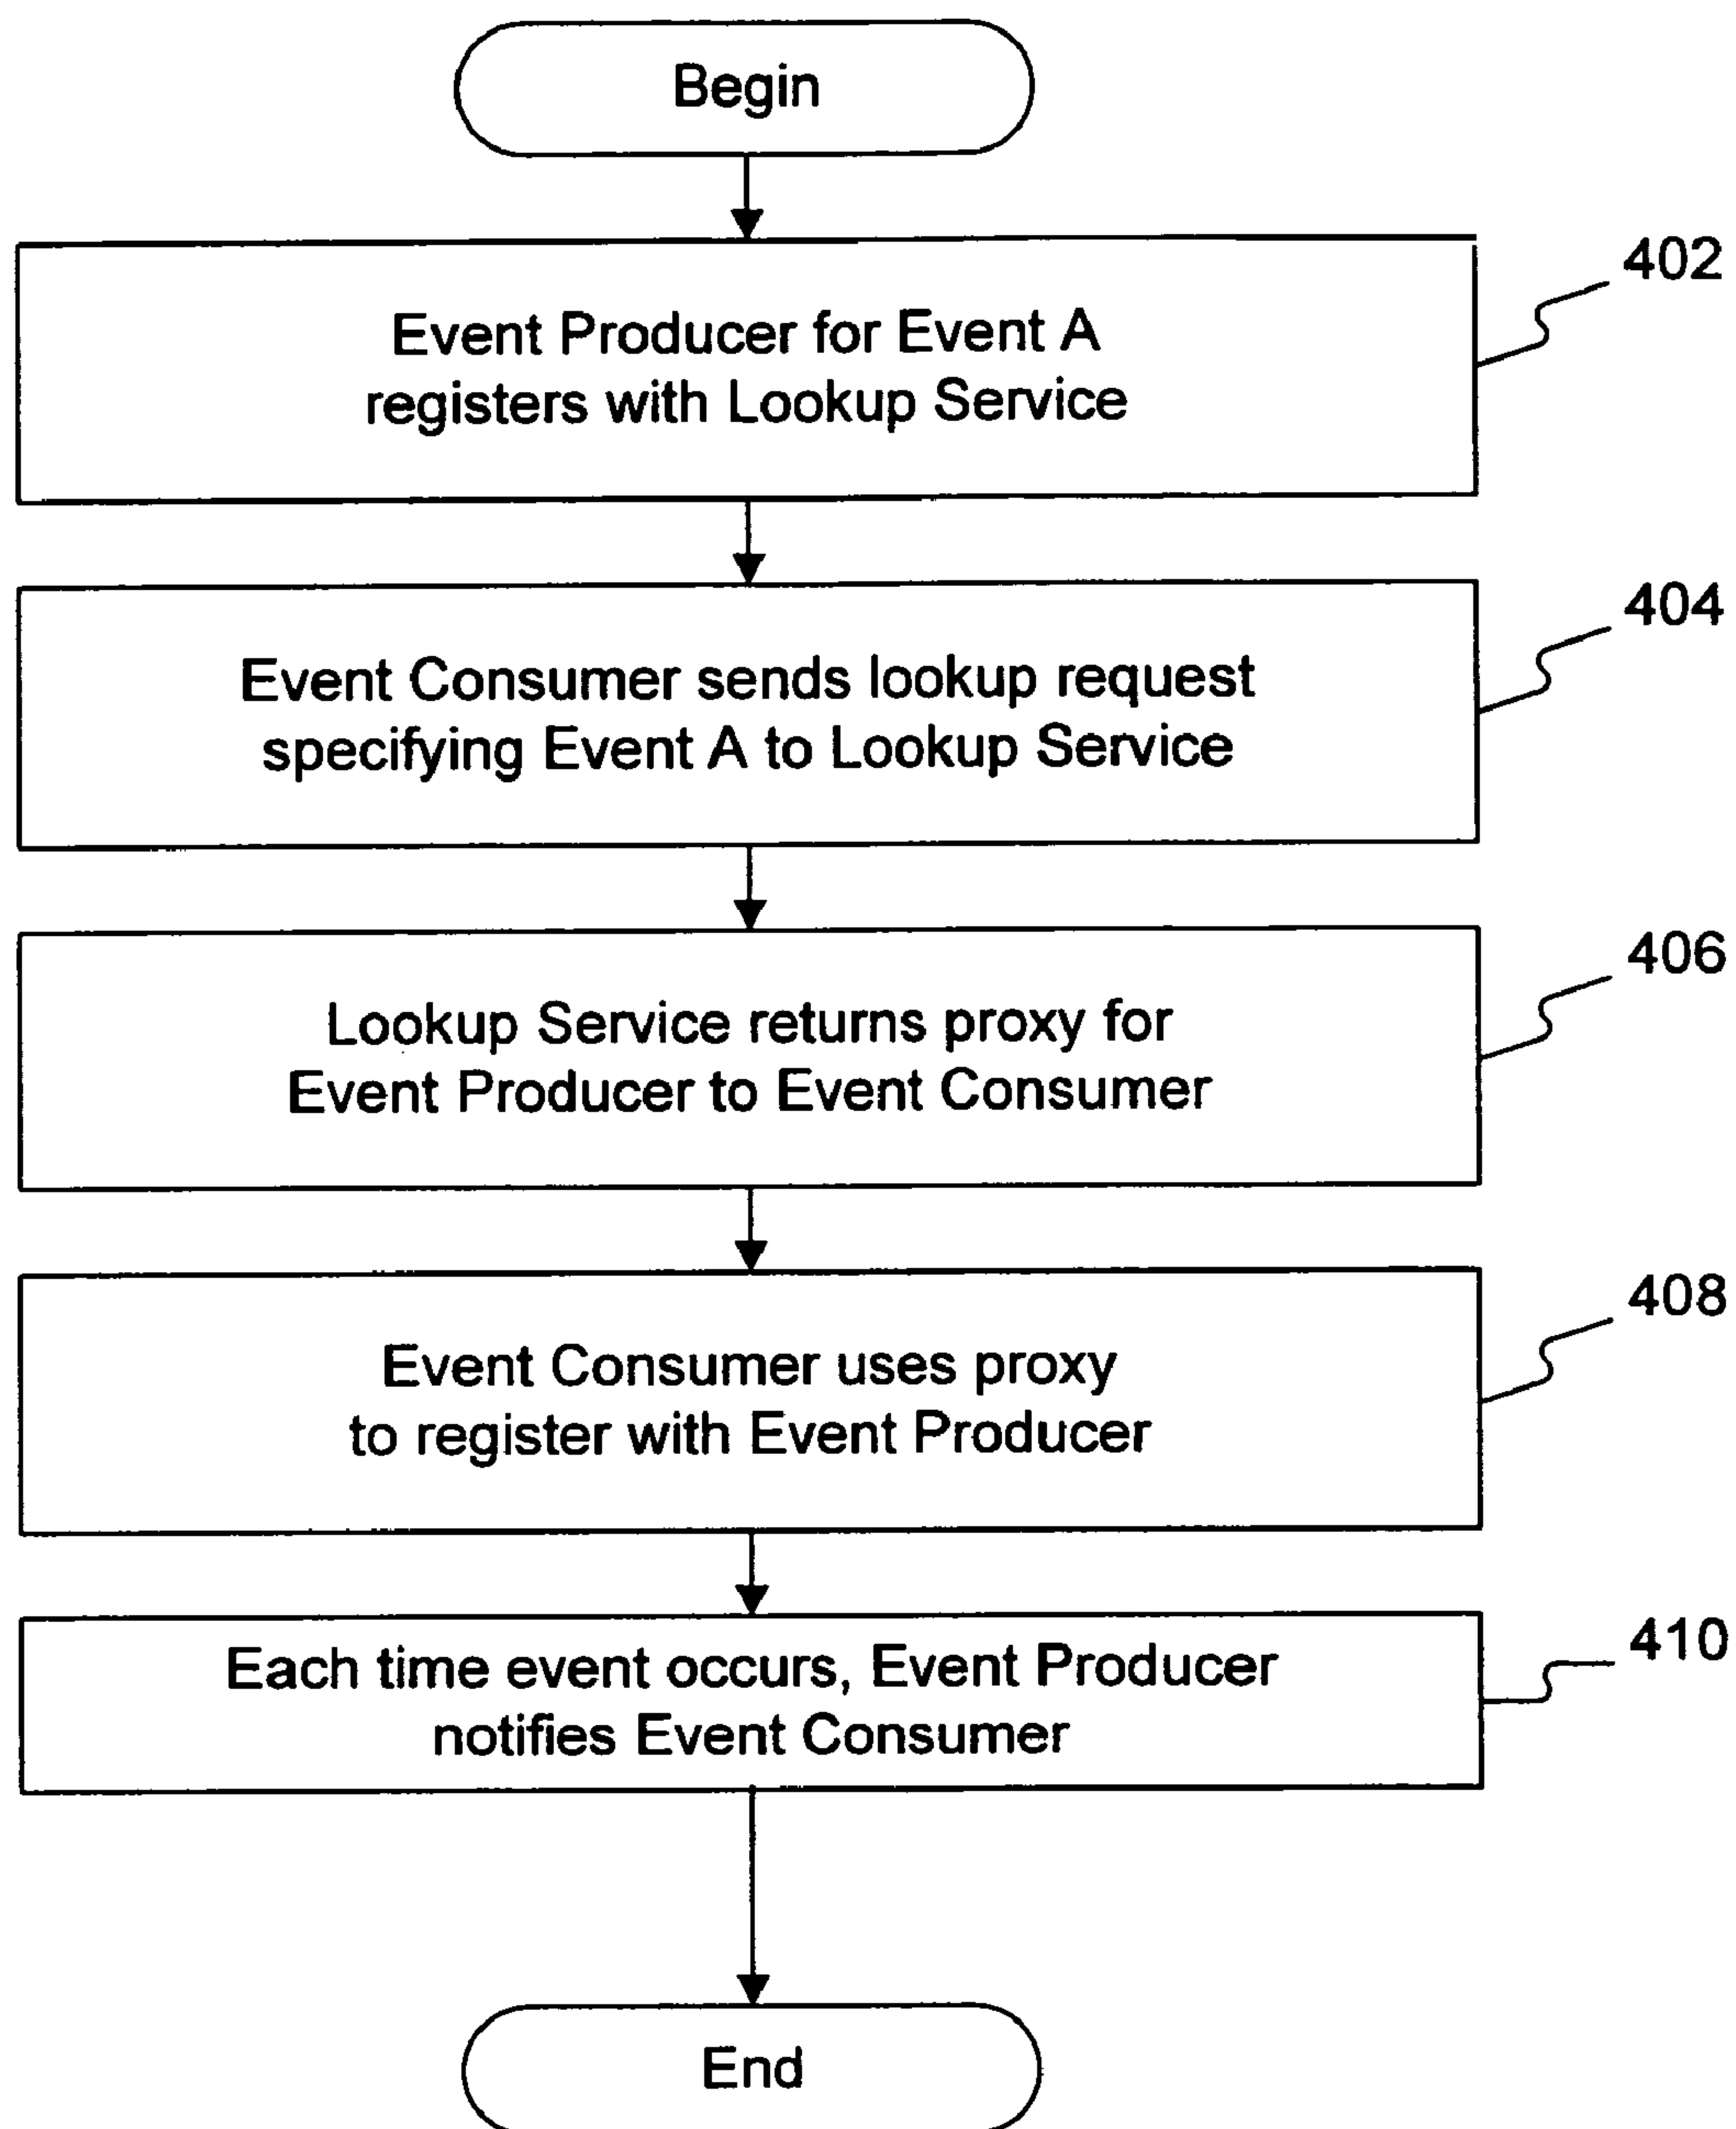 Begin
402
Event Producer for Event A
registers with Lookup Service
404
Event Consumer sends lookup request
specifying Event A to Lookup Service
406
Lookup Service returns proxy for
Event Producer to Event Consumer
408
Event Consumer uses proxy
to register with Event Producer
410
Each time event occurs, Event Producer
notifies Event Consumer
End